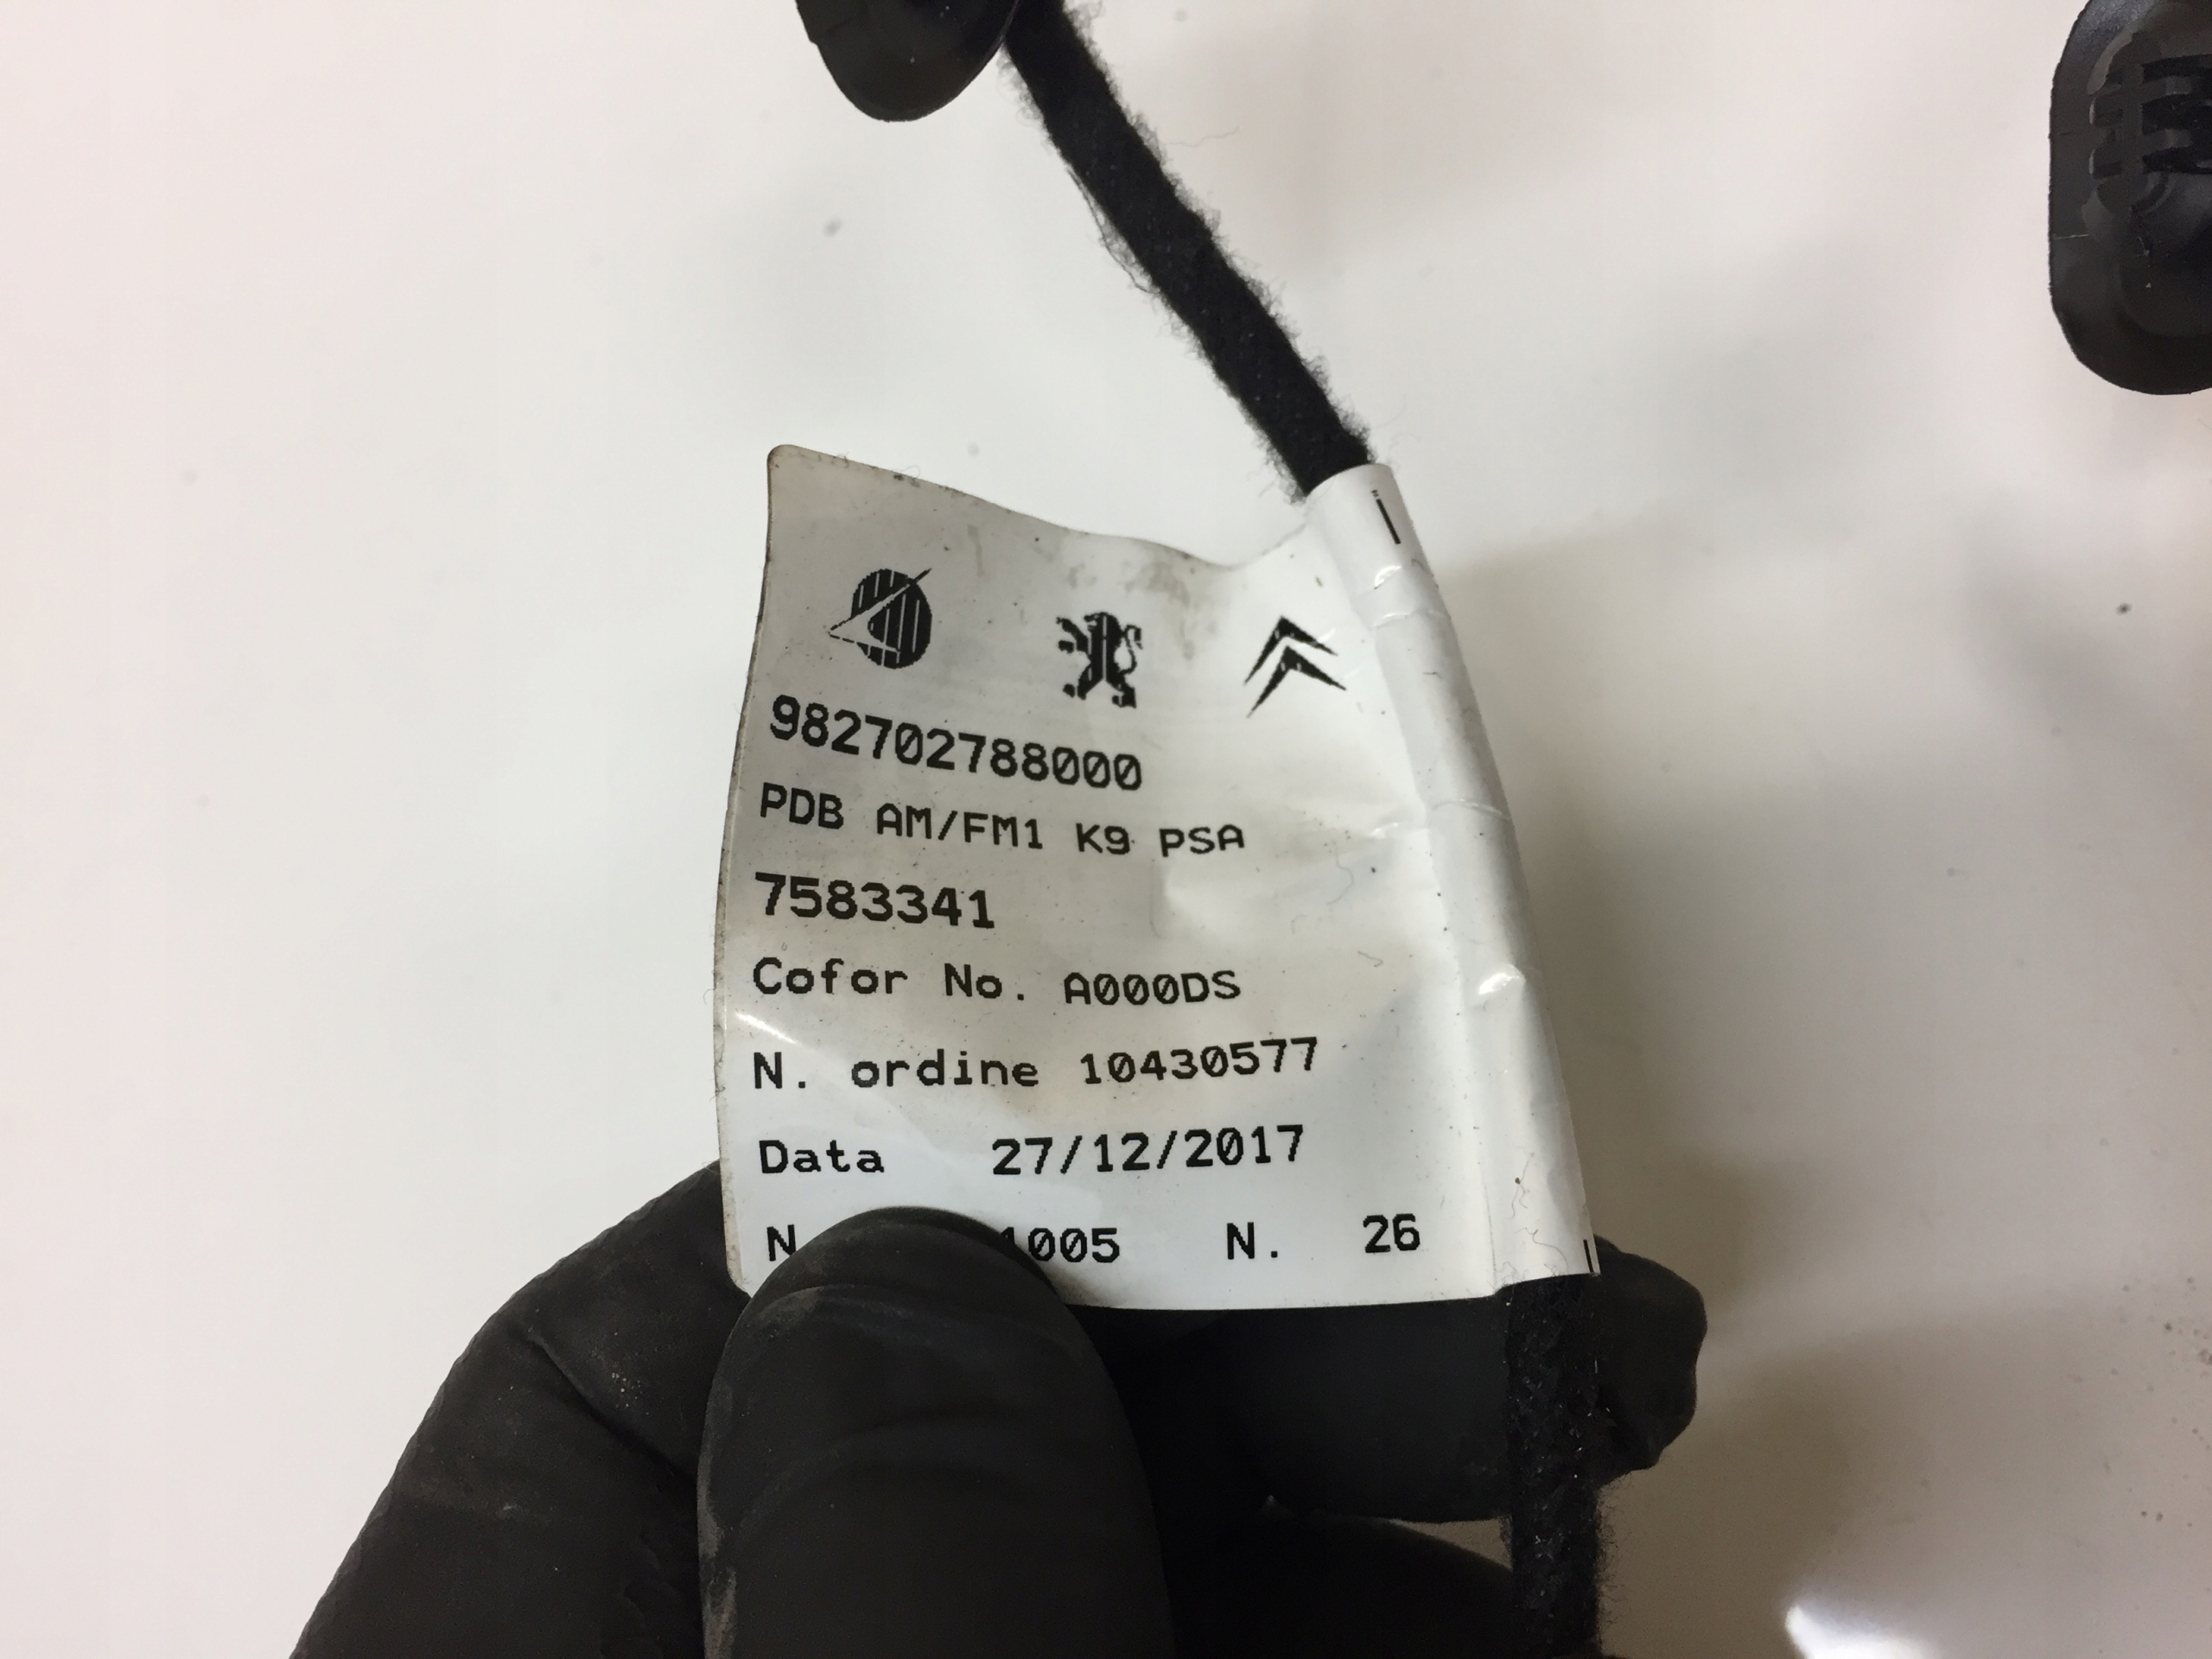 982702788000
PDB AM/FM1 K9 PSA
7583341
Cofor No. A000DS
N. ordine 10430577
Data 27/12/2017
N 1005 N. 26